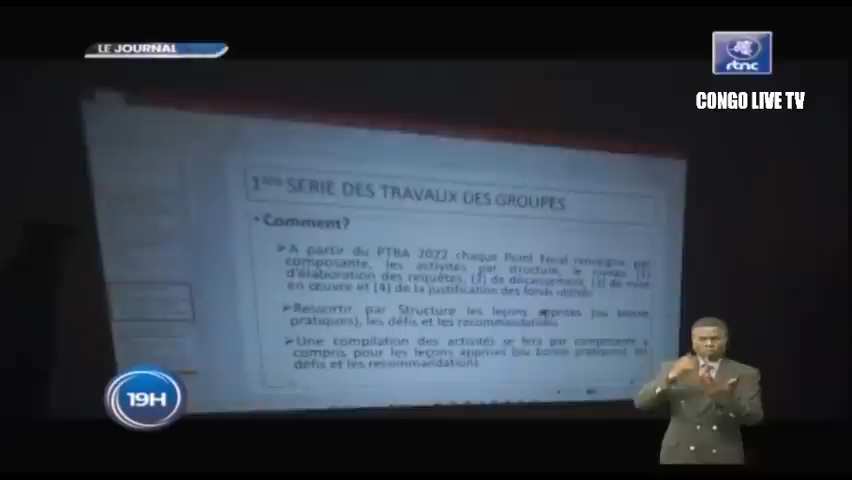 LE JOURNAL
rtnc
CONGO LIVE TV
1ère SERIE DES TRAVAUX DES GROUPES
• Comment?
➢ A partir du PTBA 2022 chaque Point Focal renseigne par
composante, les activités par structure, le niveau (1)
d'élaboration des requêtes, (2) de décaissement, (3) de mise
en œuvre et (4) de la justification des fonds
➢ Ressortir par Structure les leçons apprises (ou bonne
pratiques), les défis et les recommandations
➢ Une compilation des activités se fera par composante y
compris pour les leçons apprises (ou bonne pratiques), les
défis et les recommandations
19H